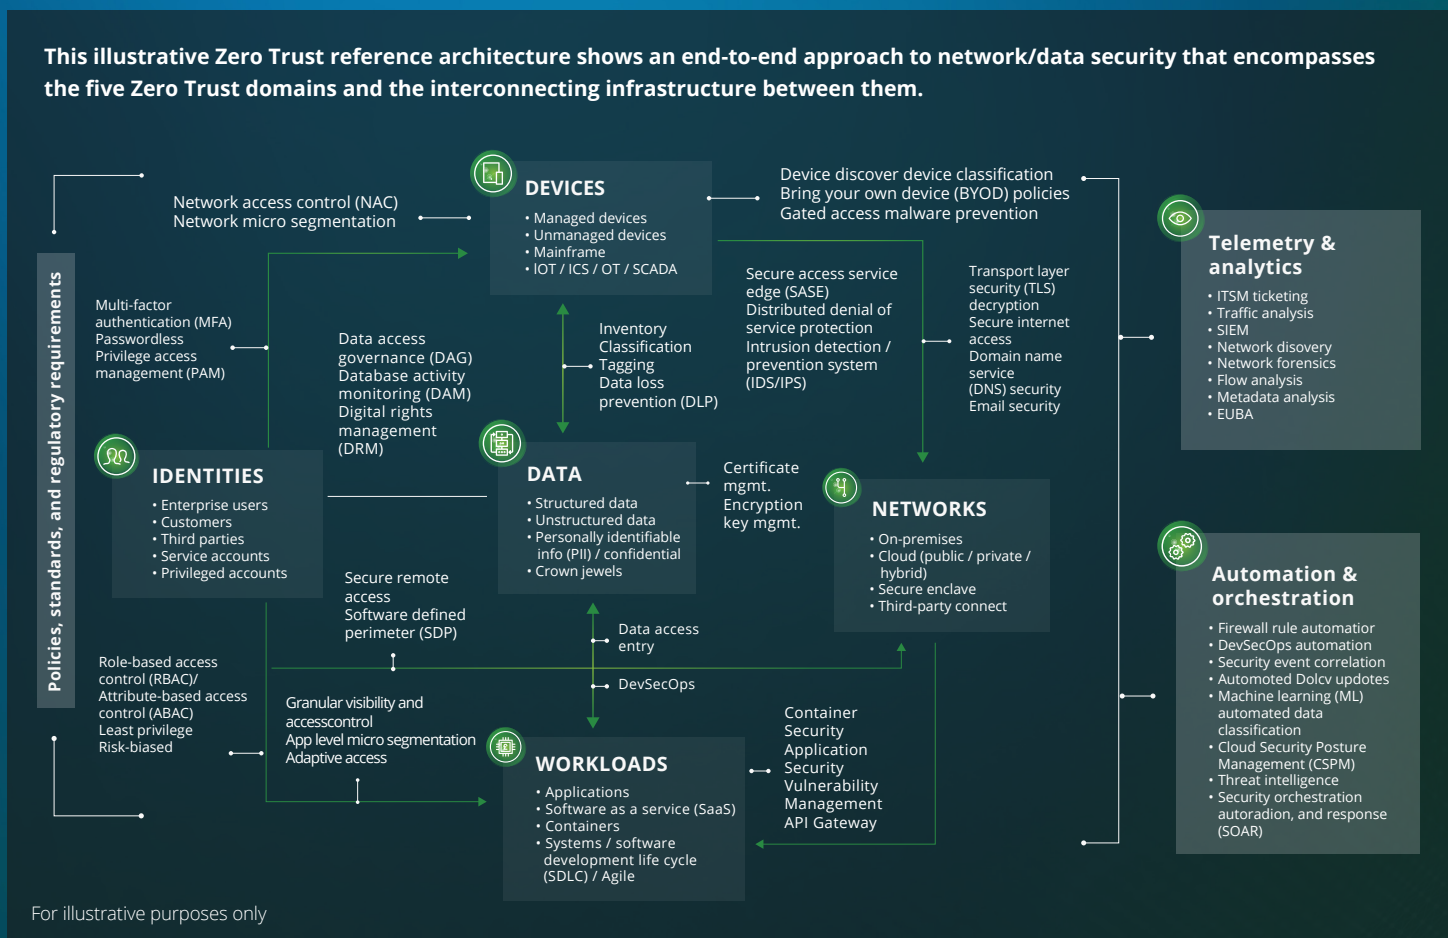 This illustrative Zero Trust reference architecture shows an end-to-end approach to network/data security that encompasses
the five Zero Trust domains and the interconnecting infrastructure between them.
Policies, standards, and regulatory requirements
Network access control (NAC)
Network micro segmentation
DEVICES
• Managed devices
• Unmanaged devices
• Mainframe
• IOT / ICS / OT / SCADA
Device discover device classification
Bring your own device (BYOD) policies
Gated access malware prevention
Multi-factor
authentication (MFA)
Passwordless
Privilege access
management (PAM)
Data access
governance (DAG)
Database activity
monitoring (DAM)
Digital rights
management
(DRM)
Inventory
Classification
Tagging
Data loss
prevention (DLP)
Secure access service
edge (SASE)
Distributed denial of
service protection
Intrusion detection /
prevention system
(IDS/IPS)
Transport layer
security (TLS)
decryption
Secure internet
access
Domain name
service
(DNS) security
Email security
IDENTITIES
• Enterprise users
• Customers
• Third parties
• Service accounts
• Privileged accounts
DATA
• Structured data
• Unstructured data
• Personally identifiable
info (PII) / confidential
• Crown jewels
Certificate
mgmt.
Encryption
key mgmt.
NETWORKS
• On-premises
• Cloud (public / private /
hybrid)
• Secure enclave
• Third-party connect
Secure remote
access
Software defined
perimeter (SDP)
Data access
entry
DevSecOps
Role-based access
control (RBAC)/
Attribute-based access
control (ABAC)
Least privilege
Risk-biased
Granular visibility and
accesscontrol
App level micro segmentation
Adaptive access
WORKLOADS
• Applications
• Software as a service (SaaS)
• Containers
• Systems / software
development life cycle
(SDLC) / Agile
Container
Security
Application
Security
Vulnerability
Management
API Gateway
Telemetry &
analytics
• ITSM ticketing
• Traffic analysis
• SIEM
• Network disovery
• Network forensics
• Flow analysis
• Metadata analysis
• EUBA
Automation &
orchestration
• Firewall rule automatior
• DevSecOps automation
• Security event correlation
• Automated Dolcv updotes
• Machine learning (ML)
automated data
classification
• Cloud Security Posture
Management (CSPM)
• Threat intelligence
• Security orchestration
autoradion, and response
(SOAR)
For illustrative purposes only